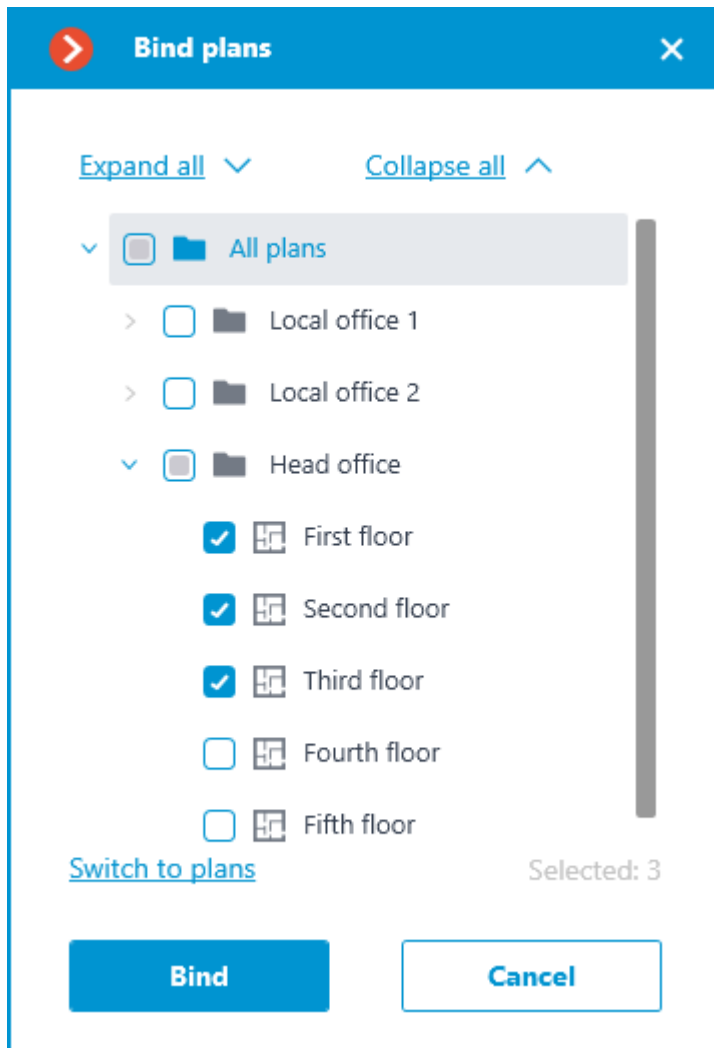 Bind plans
Expand all
Collapse all
All plans
Local office 1
Local office 2
Head office
First floor
Second floor
Third floor
Fourth floor
Fifth floor
Switch to plans
Selected: 3
Bind
Cancel